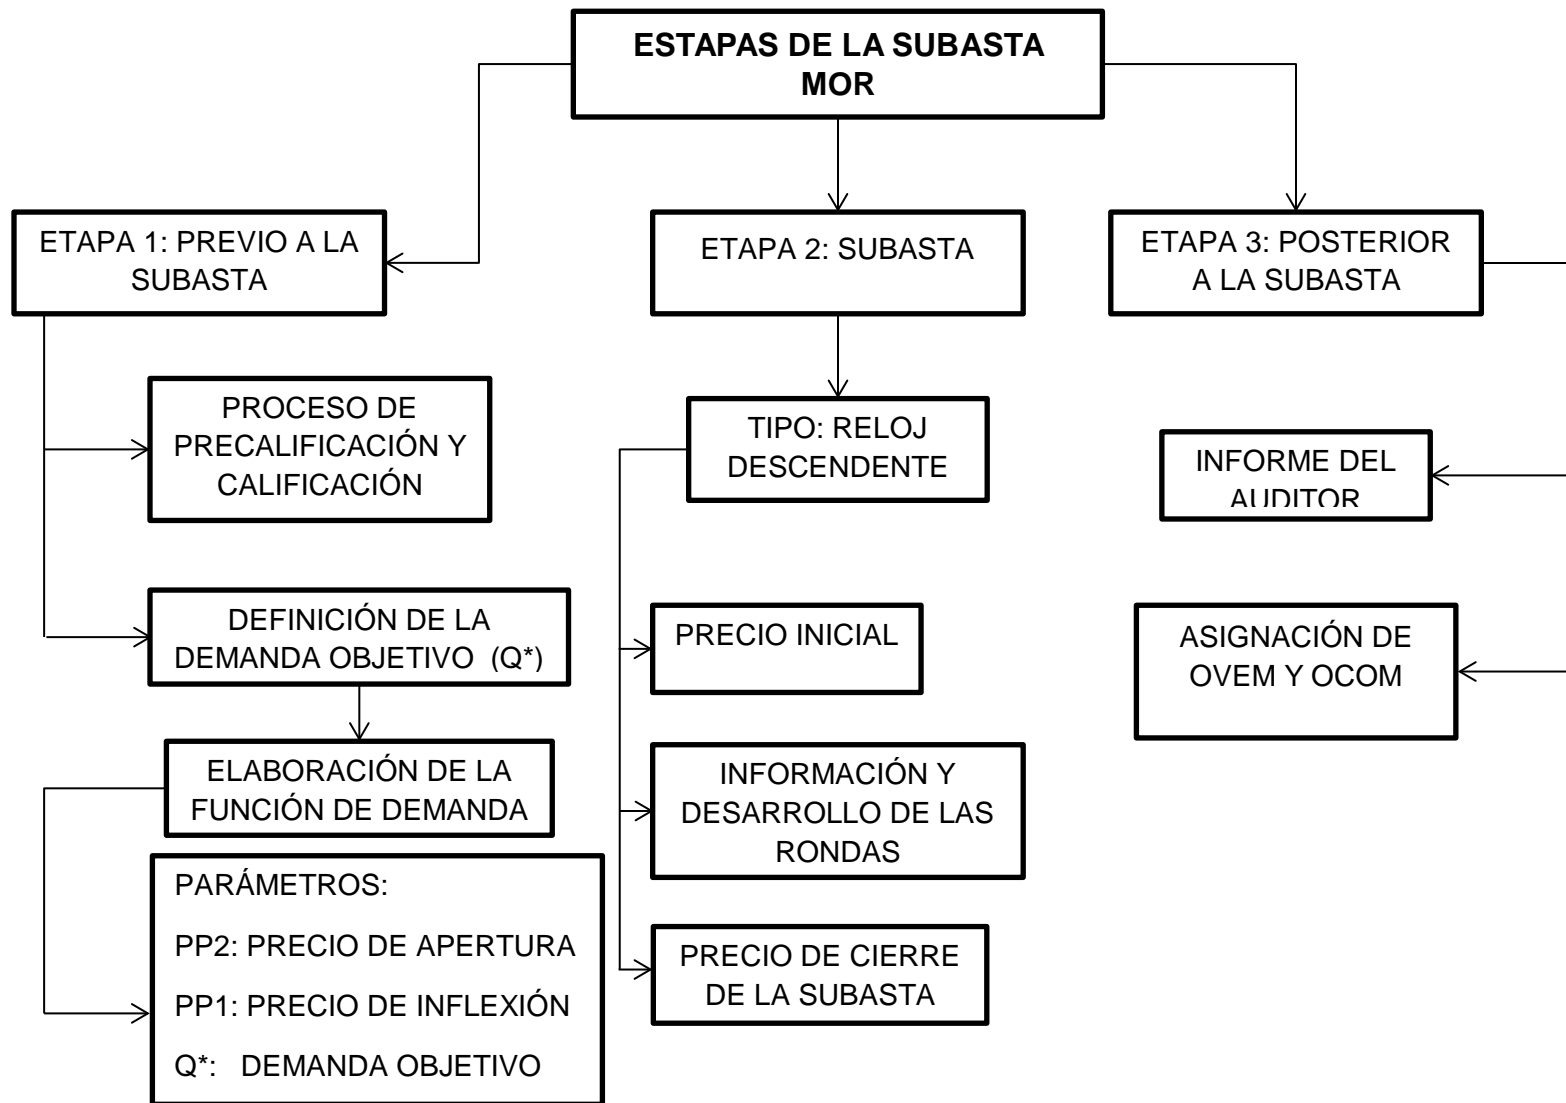 ESTAPAS DE LA SUBASTA
MOR
ETAPA 1: PREVIO A LA
SUBASTA
ETAPA 2: SUBASTA
ETAPA 3: POSTERIOR
A LA SUBASTA
PROCESO DE
PRECALIFICACIÓN Y
CALIFICACIÓN
TIPO: RELOJ
DESCENDENTE
INFORME DEL
AUDITOR
DEFINICIÓN DE LA
DEMANDA OBJETIVO (Q*)
PRECIO INICIAL
ASIGNACIÓN DE
OVEM Y OCOM
ELABORACIÓN DE LA
FUNCIÓN DE DEMANDA
INFORMACIÓN Y
DESARROLLO DE LAS
RONDAS
PARÁMETROS:
PP2: PRECIO DE APERTURA
PP1: PRECIO DE INFLEXIÓN
Q*: DEMANDA OBJETIVO
PRECIO DE CIERRE
DE LA SUBASTA